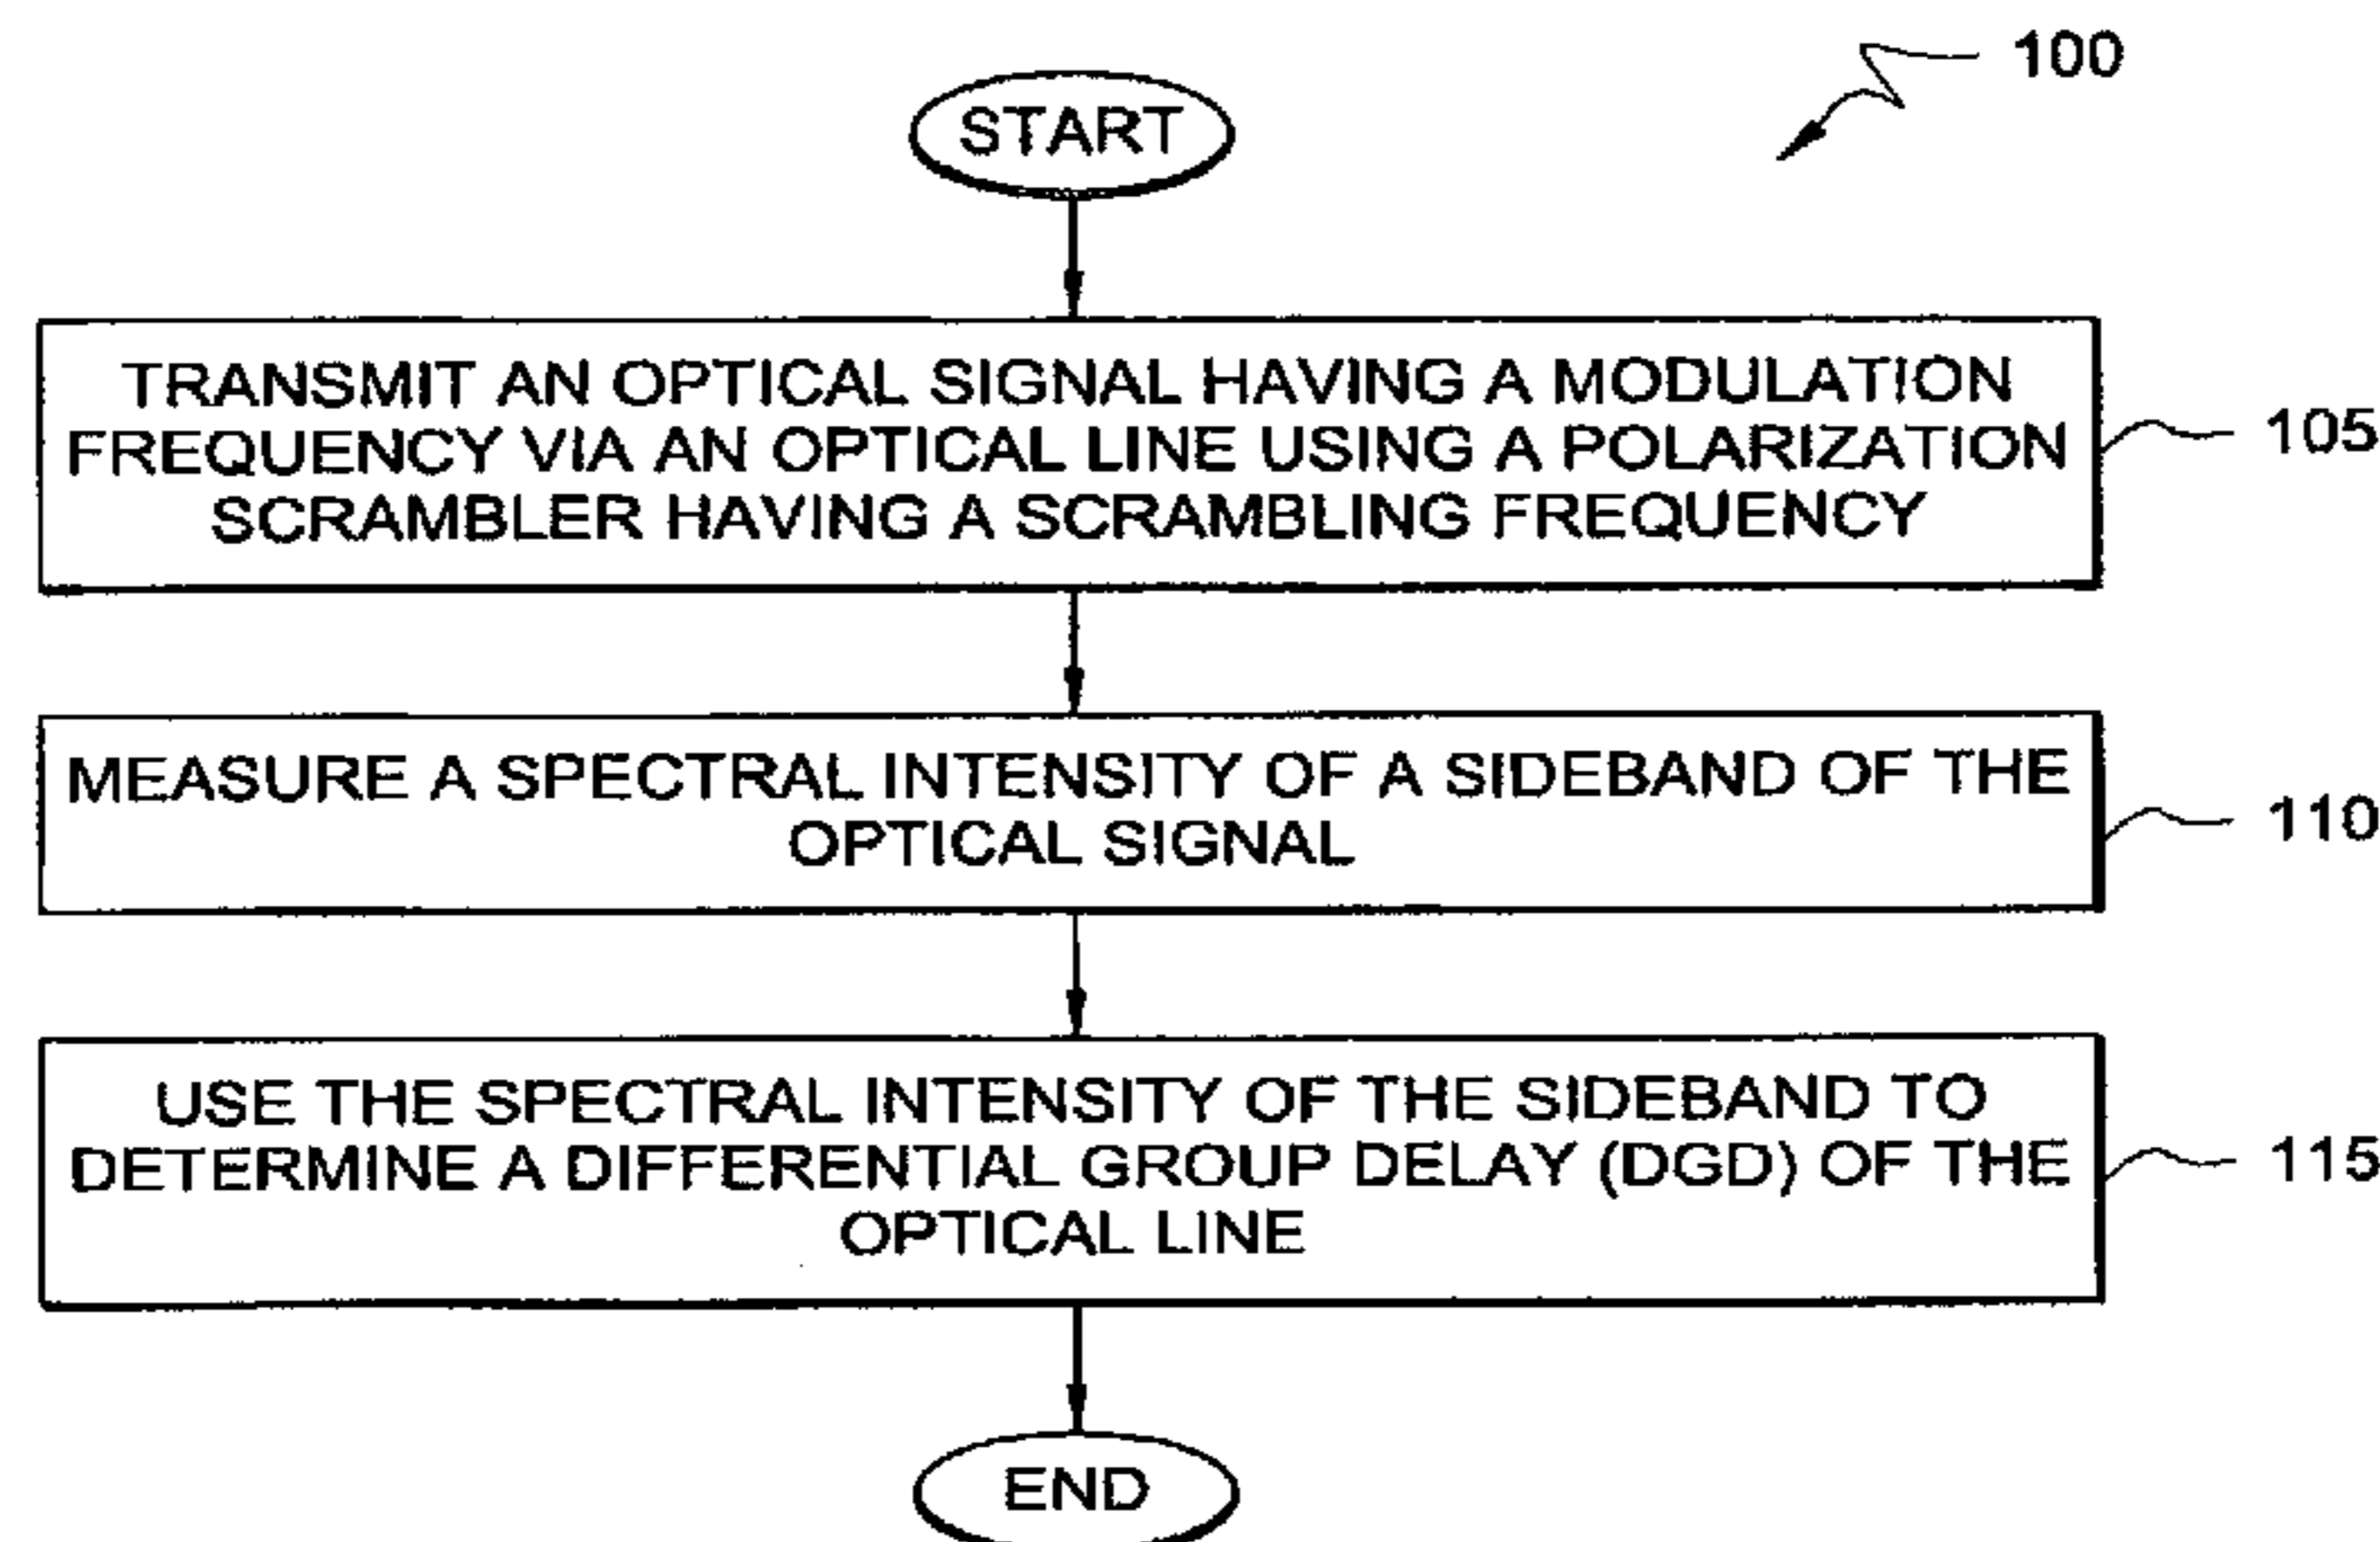 100
START
TRANSMIT AN OPTICAL SIGNAL HAVING A MODULATION
FREQUENCY VIA AN OPTICAL LINE USING A POLARIZATION
SCRAMBLER HAVING A SCRAMBLING FREQUENCY
105
MEASURE A SPECTRAL INTENSITY OF A SIDEBAND OF THE
OPTICAL SIGNAL
110
USE THE SPECTRAL INTENSITY OF THE SIDEBAND TO
DETERMINE A DIFFERENTIAL GROUP DELAY (DGD) OF THE
OPTICAL LINE
115
END